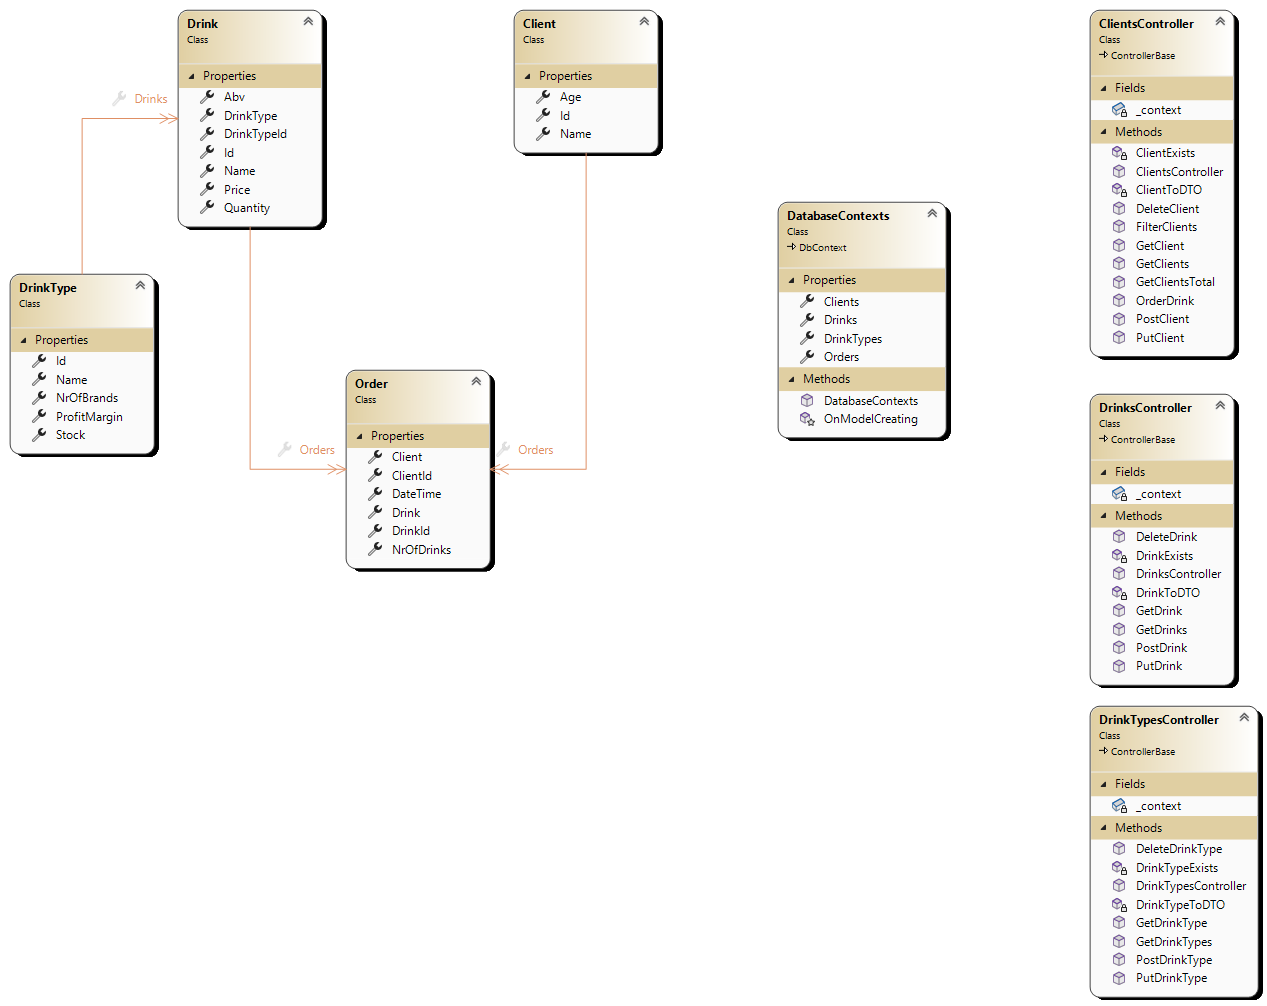 Drink
Class
Properties
Abv
DrinkType
DrinkTypeId
Id
Name
Price
Quantity
Client
Class
Properties
Age
Id
Name
Drinks
DrinkType
Class
Properties
Id
Name
NrOfBrands
ProfitMargin
Stock
Order
Class
Properties
Client
ClientId
DateTime
Drink
DrinkId
NrOfDrinks
Orders
Orders
DatabaseContexts
Class
DbContext
Properties
Clients
Drinks
DrinkTypes
Orders
Methods
DatabaseContexts
OnModelCreating
ClientsController
Class
ControllerBase
Fields
_context
Methods
ClientExists
ClientsController
ClientToDTO
DeleteClient
FilterClients
GetClient
GetClients
GetClientsTotal
OrderDrink
PostClient
PutClient
DrinksController
Class
ControllerBase
Fields
_context
Methods
DeleteDrink
DrinkExists
DrinksController
DrinkToDTO
GetDrink
GetDrinks
PostDrink
PutDrink
DrinkTypesController
Class
ControllerBase
Fields
_context
Methods
DeleteDrinkType
DrinkTypeExists
DrinkTypesController
DrinkTypeToDTO
GetDrinkType
GetDrinkTypes
PostDrinkType
PutDrinkType